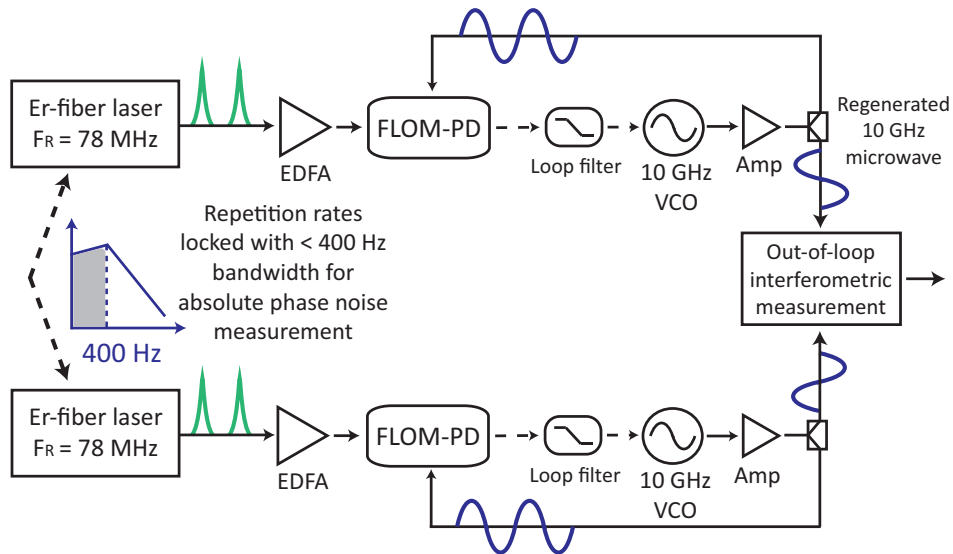 Er-fiber laser
FR = 78 MHz
EDFA
FLOM-PD
Loop filter
10 GHz
VCO
Amp
Regenerated
10 GHz
microwave
Repetition rates
locked with < 400 Hz
bandwidth for
absolute phase noise
measurement
400 Hz
Out-of-loop
interferometric
measurement
Er-fiber laser
FR = 78 MHz
EDFA
FLOM-PD
Loop filter
10 GHz
VCO
Amp